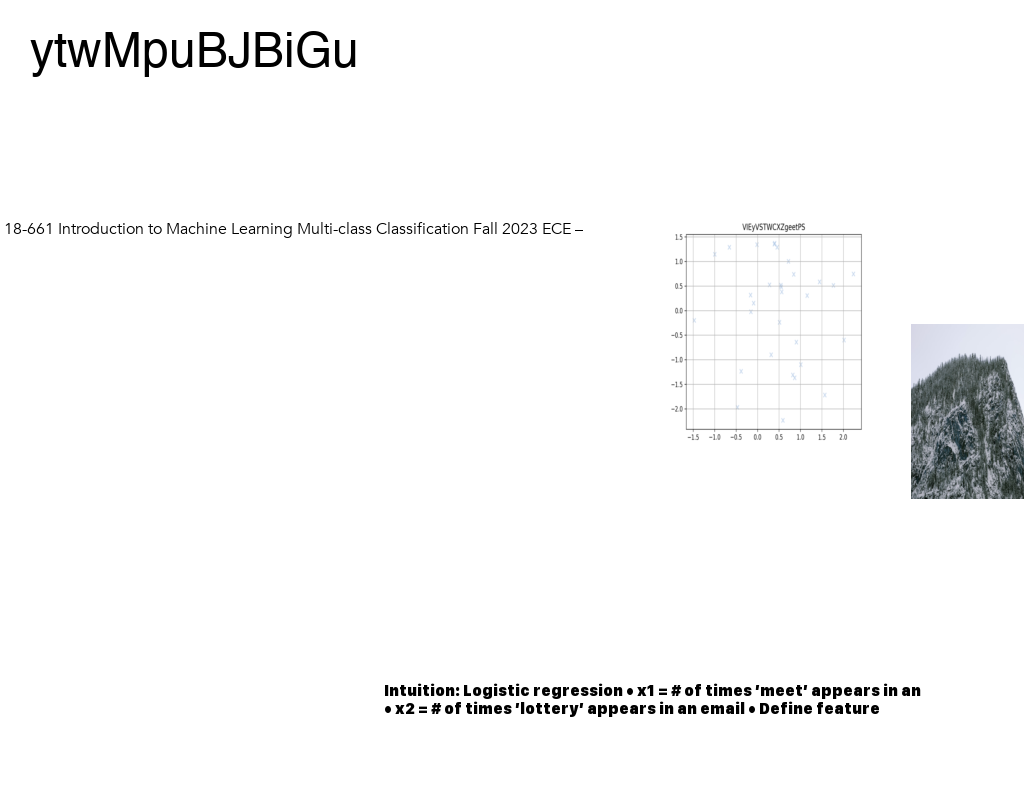 ytwMpuBJBiGu
18-661 Introduction to Machine Learning Multi-class Classification Fall 2023 ECE –
VIEyVSTWCXZgeetPS
1.5
1.0
0.5
0.0
−0.5
−1.0
−1.5
−2.0
−1.5 −1.0 −0.5 0.0 0.5 1.0 1.5 2.0
Intuition: Logistic regression • x1 = # of times 'meet' appears in an
• x2 = # of times 'lottery' appears in an email • Define feature